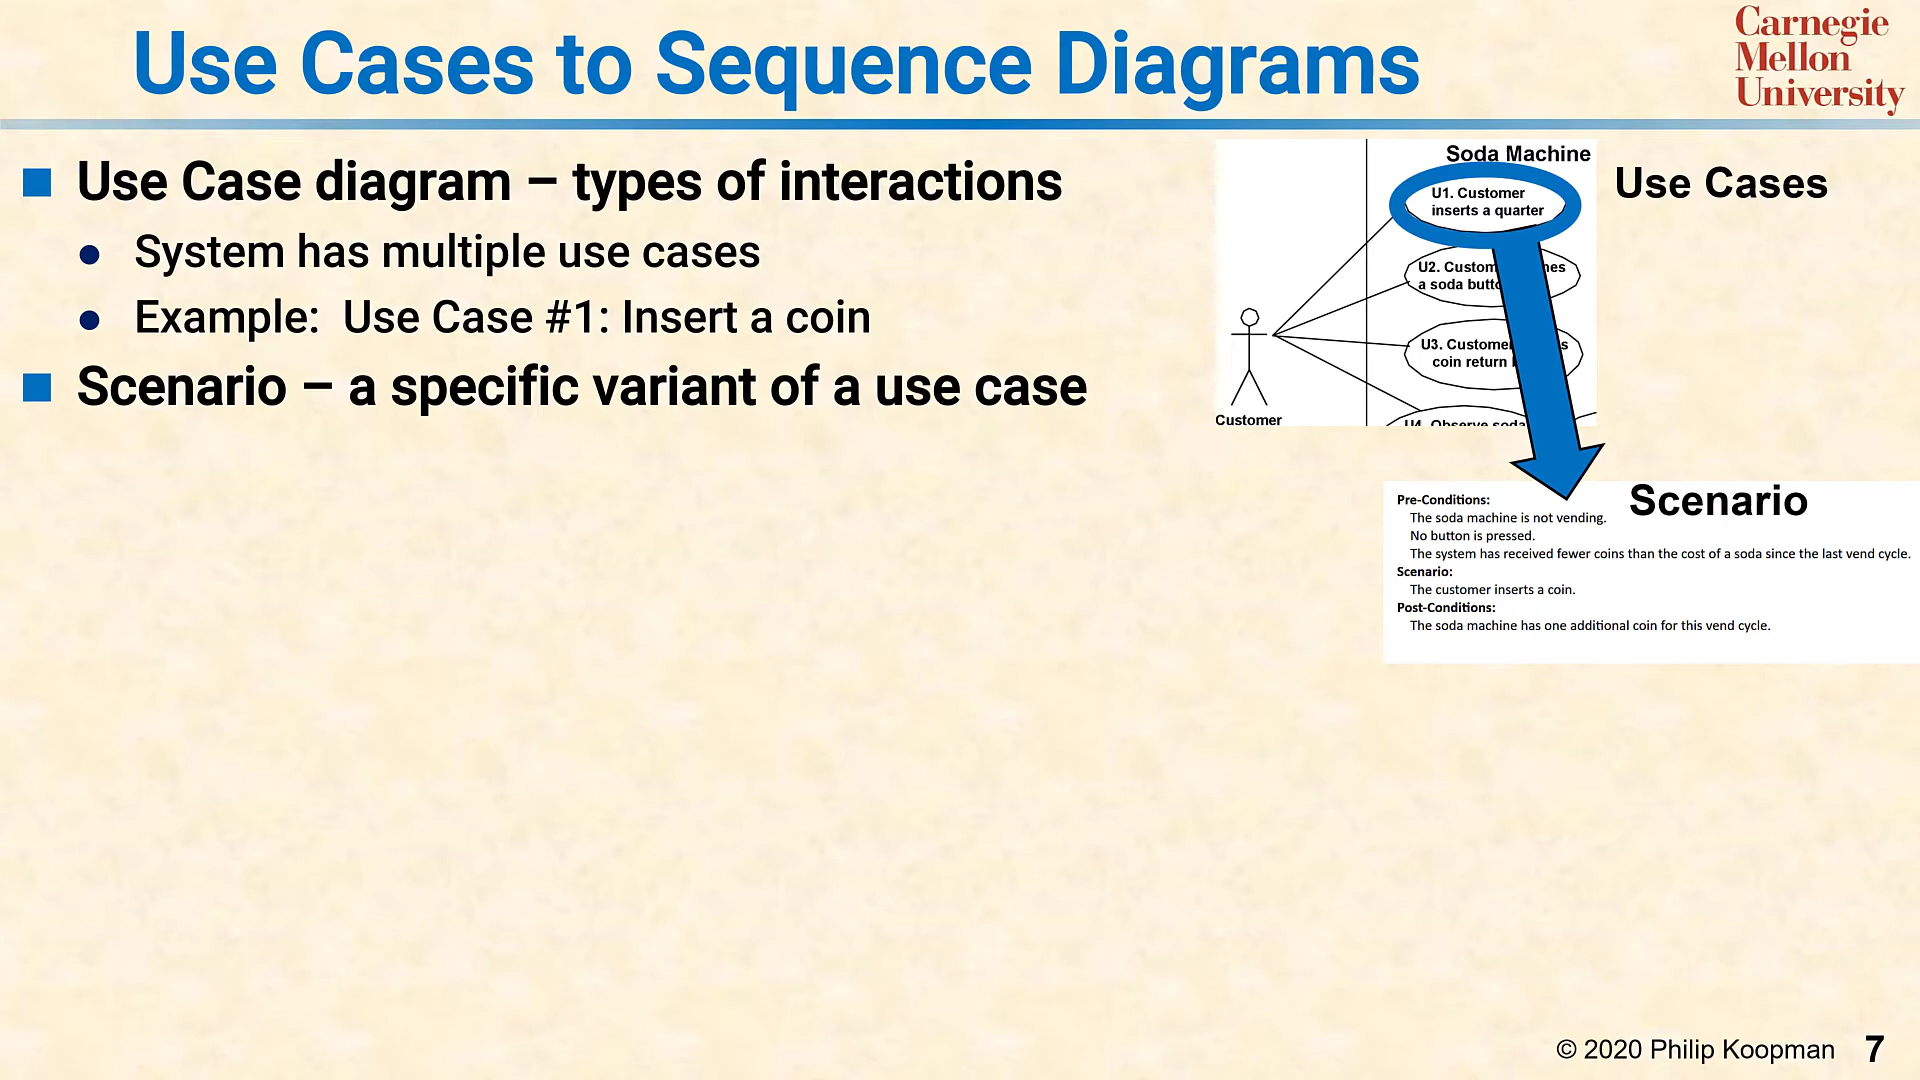 Use Cases to Sequence Diagrams
Carnegie
Mellon
University
Use Case diagram – types of interactions
System has multiple use cases
Example: Use Case #1: Insert a coin
Scenario – a specific variant of a use case
Soda Machine
Use Cases
U1. Customer
inserts a quarter
U2.
a soda
U3.
coin return
Customer
U4. Observe soda
Scenario
Pre-Conditions:
The soda machine is not vending.
No button is pressed.
The system has received fewer coins than the cost of a soda since the last vend cycle.
Scenario:
The customer inserts a coin.
Post-Conditions:
The soda machine has one additional coin for this vend cycle.
© 2020 Philip Koopman 7